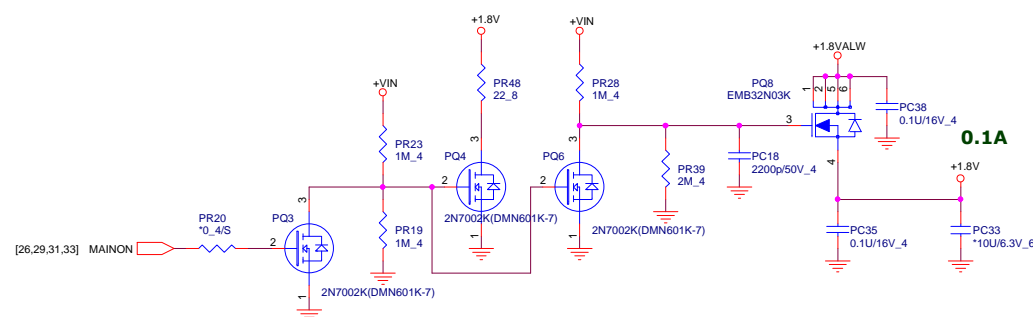 +1.8V
+VIN
+1.8VALW
+VIN
PR48
22_8
PR28
1M_4
PQ8
EMB32N03K
1
2
5
6
PC38
0.1U/16V_4
PR23
1M_4
3
0.1A
PQ4
3
2
PQ6
3
2
PR39
2M_4
PC18
2200p/50V_4
4
+1.8V
PR20
*0_4/S
PQ3
3
2
PR19
1M_4
2N7002K(DMN601K-7)
1
2N7002K(DMN601K-7)
1
PC35
0.1U/16V_4
PC33
*10U/6.3V_6
[26,29,31,33] MAINON
1
2N7002K(DMN601K-7)